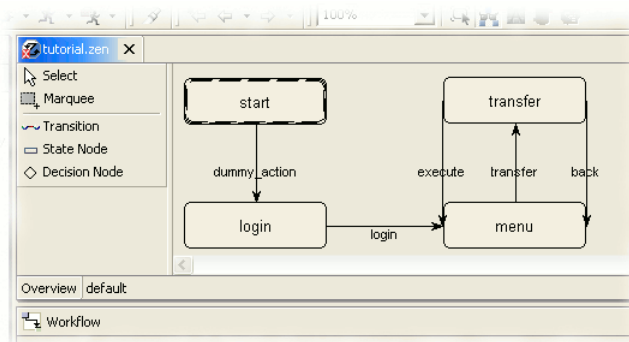 100%
tutorial.zen
Select
Marquee
Transition
State Node
Decision Node
start
transfer
dummy_action
execute
transfer
back
login
login
menu
Overview
default
Workflow